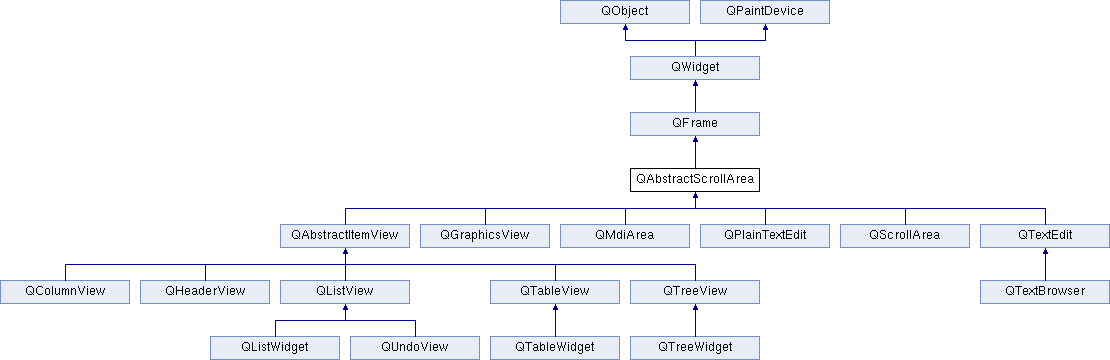 QObject
QPaintDevice
QWidget
QFrame
QAbstractScrollArea
QAbstractItemView
QGraphicsView
QMdiArea
QPlainTextEdit
QScrollArea
QTextEdit
QColumnView
QHeaderView
QListView
QTableView
QTreeView
QTextBrowser
QListWidget
QUndoView
QTableWidget
QTreeWidget